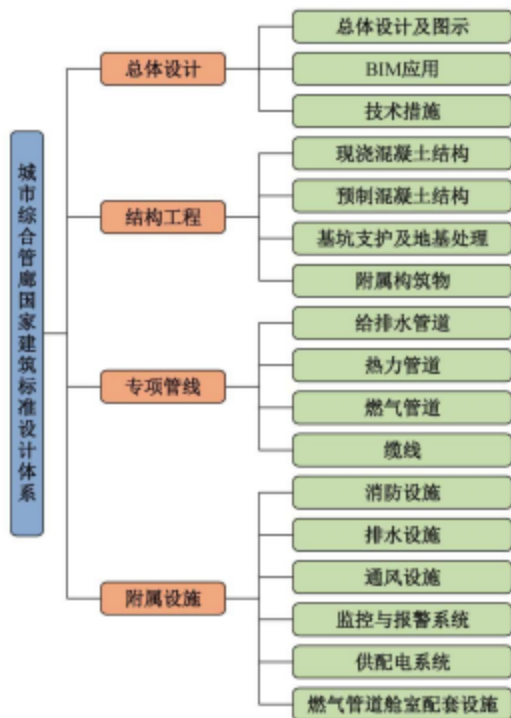 城市综合管廊国家建筑标准设计体系
总体设计
总体设计及图示
BIM应用
技术措施
结构工程
现浇混凝土结构
预制混凝土结构
基坑支护及地基处理
附属构筑物
专项管线
给排水管道
热力管道
燃气管道
缆线
附属设施
消防设施
排水设施
通风设施
监控与报警系统
供配电系统
燃气管道舱室配套设施